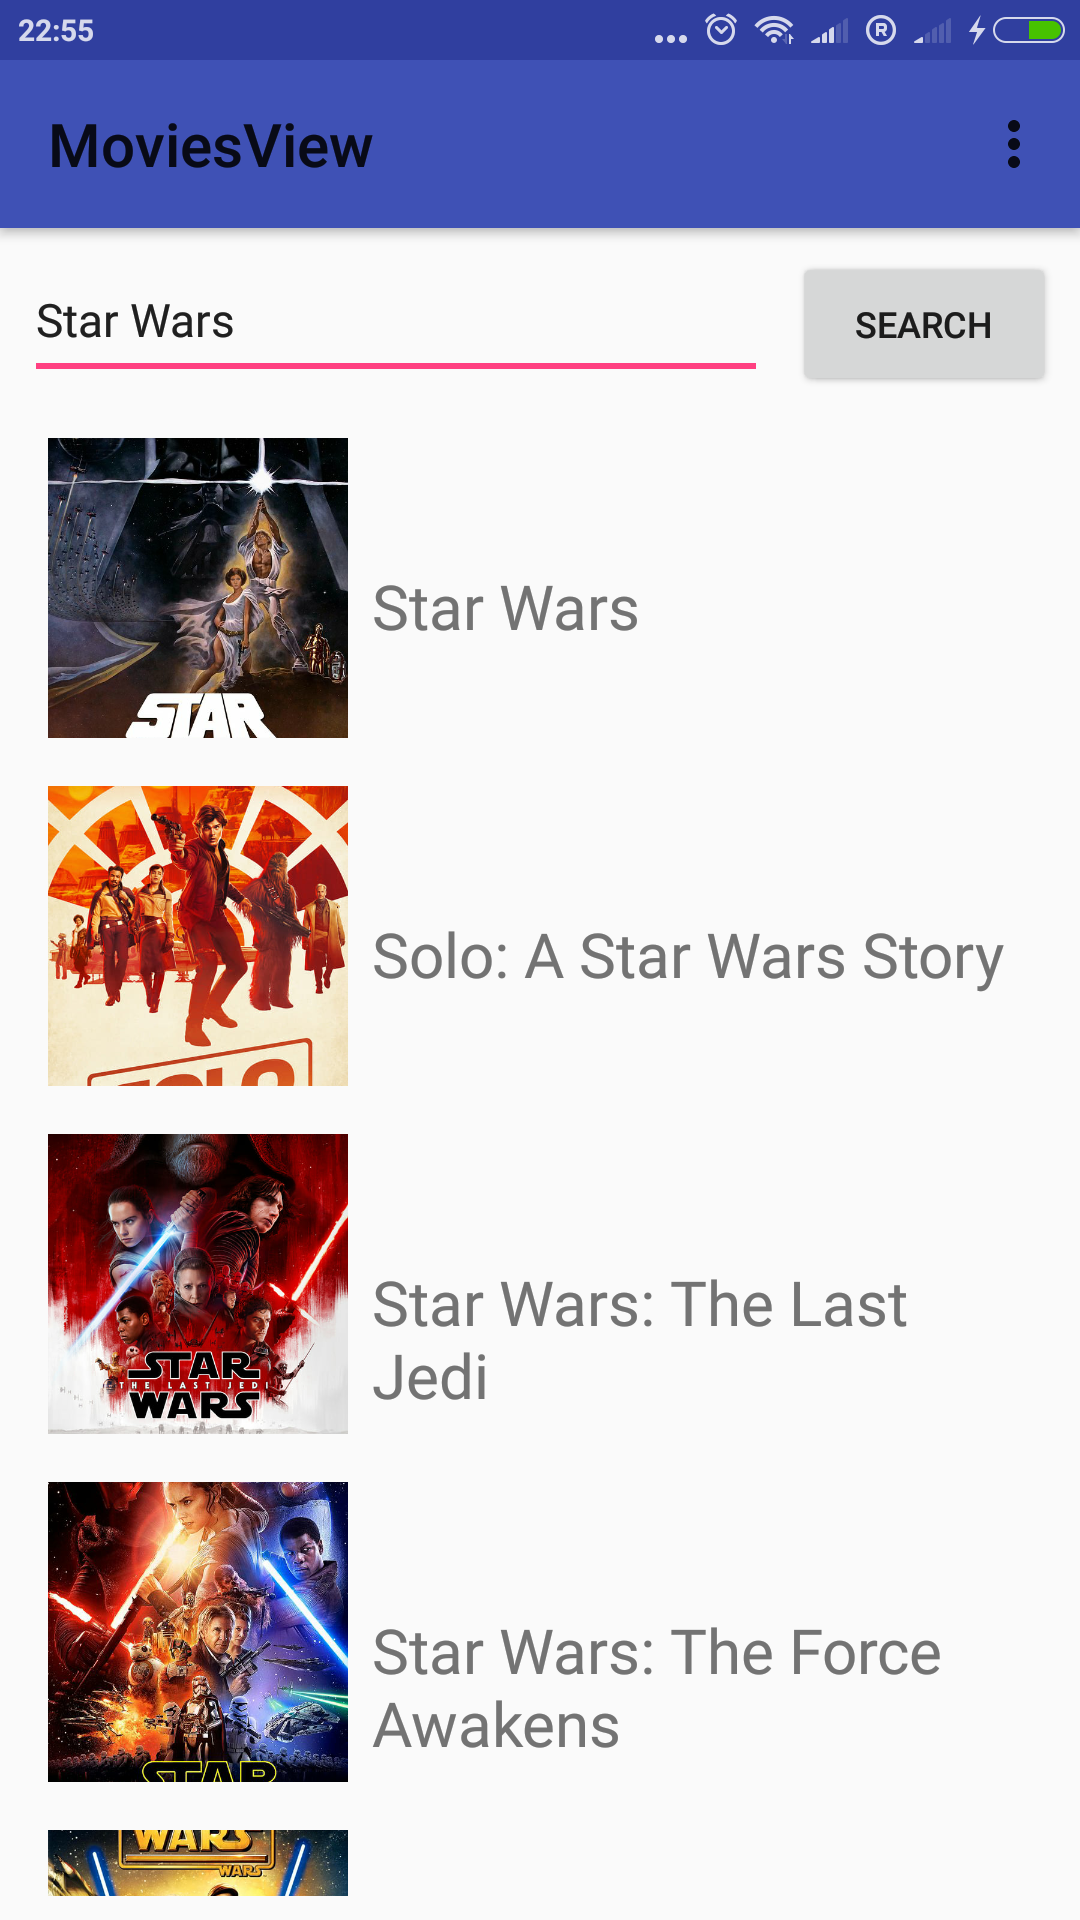 22:55
R
MoviesView
Star Wars
SEARCH
STAR
Star Wars
Solo: A Star Wars Story
STAR
THE LAST JEDI
WARS
Star Wars: The Last
Jedi
Star Wars: The Force
Awakens
WARS
WARS